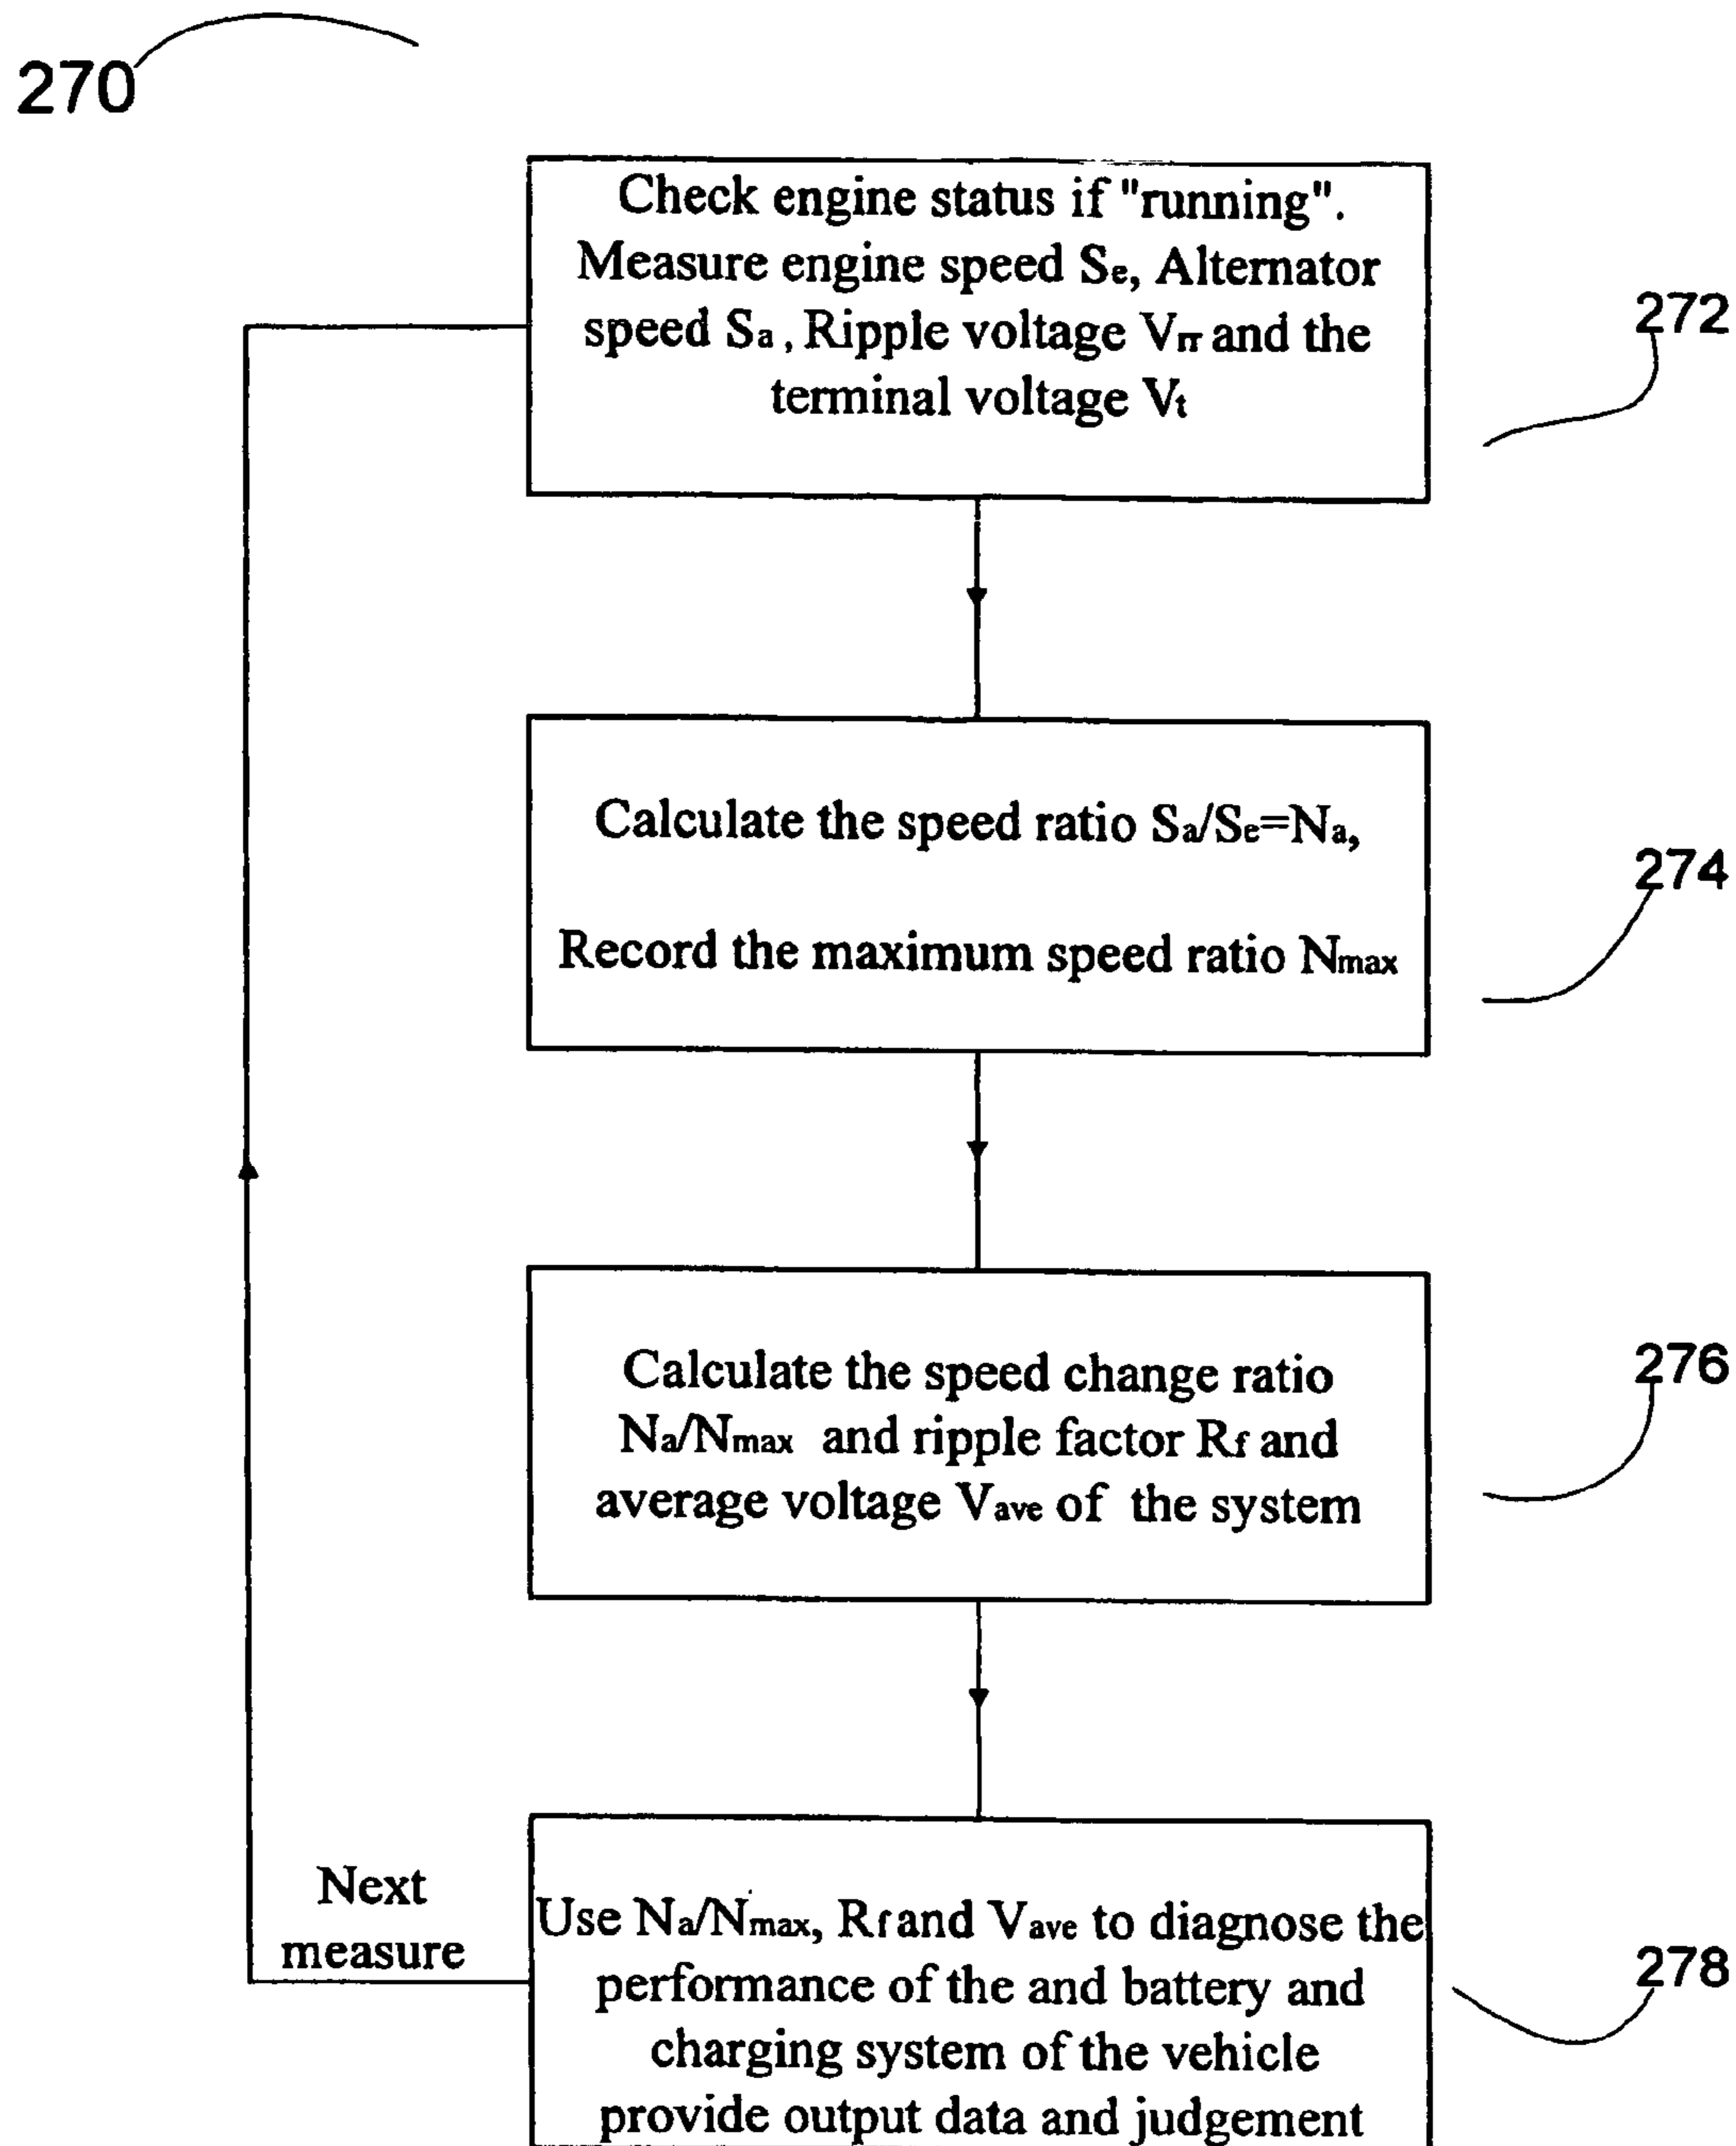 270
Check engine status if "running".
Measure engine speed Se, Alternator
speed Sa, Ripple voltage Vrr and the
terminal voltage Vt
272
Calculate the speed ratio Sa/Se=Na,
Record the maximum speed ratio Nmax
274
Calculate the speed change ratio
Na/Nmax and ripple factor Rf and
average voltage Vave of the system
276
Next
measure
Use Na/Nmax, Rf and Vave to diagnose the
performance of the and battery and
charging system of the vehicle
provide output data and judgement
278